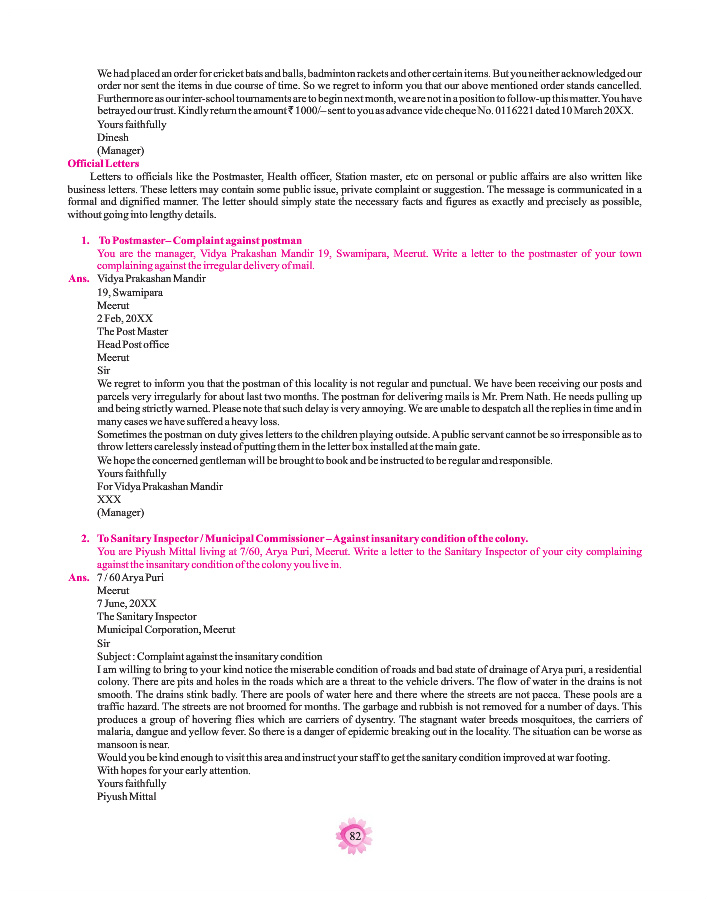 We had placed an order for cricket bats and balls, badminton rackets and other certain items. But you neither acknowledged our
order nor sent the items in due course of time. So we regret to inform you that our above mentioned order stands cancelled.
Furthermore as our inter-school tournaments are to begin next month, we are not in a position to follow-up this matter. You have
betrayed our trust. Kindly return the amount ₹ 1000/– sent to you as advance vide cheque No. 0116221 dated 10 March 20XX.
Yours faithfully
Dinesh
(Manager)
Official Letters
Letters to officials like the Postmaster, Health officer, Station master, etc on personal or public affairs are also written like
business letters. These letters may contain some public issue, private complaint or suggestion. The message is communicated in a
formal and dignified manner. The letter should simply state the necessary facts and figures as exactly and precisely as possible,
without going into lengthy details.
1. To Postmaster– Complaint against postman
You are the manager, Vidya Prakashan Mandir 19, Swamipara, Meerut. Write a letter to the postmaster of your town
complaining against the irregular delivery of mail.
Ans. Vidya Prakashan Mandir
19, Swamipara
Meerut
2 Feb, 20XX
The Post Master
Head Post office
Meerut
Sir
We regret to inform you that the postman of this locality is not regular and punctual. We have been receiving our posts and
parcels very irregularly for about last two months. The postman for delivering mails is Mr. Prem Nath. He needs pulling up
and being strictly warned. Please note that such delay is very annoying. We are unable to despatch all the replies in time and in
many cases we have suffered a heavy loss.
Sometimes the postman on duty gives letters to the children playing outside. A public servant cannot be so irresponsible as to
throw letters carelessly instead of putting them in the letter box installed at the main gate.
We hope the concerned gentleman will be brought to book and be instructed to be regular and responsible.
Yours faithfully
For Vidya Prakashan Mandir
XXX
(Manager)
2. To Sanitary Inspector / Municipal Commissioner – Against insanitary condition of the colony.
You are Piyush Mittal living at 7/60, Arya Puri, Meerut. Write a letter to the Sanitary Inspector of your city complaining
against the insanitary condition of the colony you live in.
Ans. 7 / 60 Arya Puri
Meerut
7 June, 20XX
The Sanitary Inspector
Municipal Corporation, Meerut
Sir
Subject : Complaint against the insanitary condition
I am willing to bring to your kind notice the miserable condition of roads and bad state of drainage of Arya puri, a residential
colony. There are pits and holes in the roads which are a threat to the vehicle drivers. The flow of water in the drains is not
smooth. The drains stink badly. There are pools of water here and there where the streets are not pacca. These pools are a
traffic hazard. The streets are not broomed for months. The garbage and rubbish is not removed for a number of days. This
produces a group of hovering flies which are carriers of dysentry. The stagnant water breeds mosquitoes, the carriers of
malaria, dangue and yellow fever. So there is a danger of epidemic breaking out in the locality. The situation can be worse as
mansoon is near.
Would you be kind enough to visit this area and instruct your staff to get the sanitary condition improved at war footing.
With hopes for your early attention.
Yours faithfully
Piyush Mittal
82